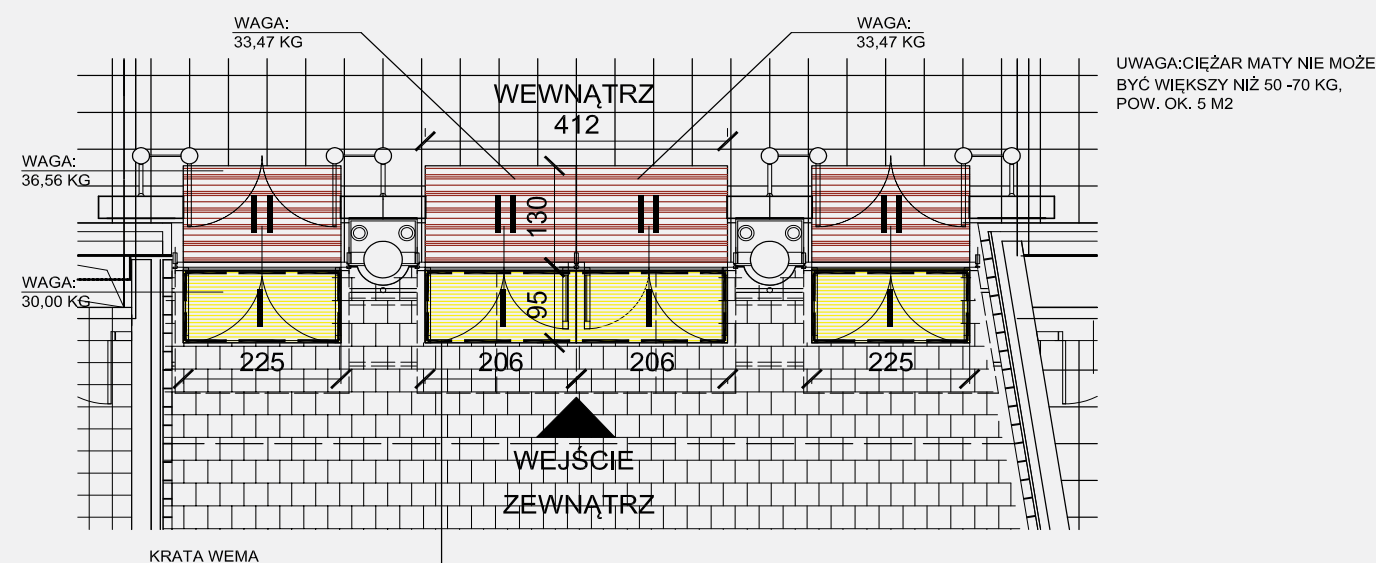 WAGA:
33,47 KG
WAGA:
33,47 KG
UWAGA:CIĘŻAR MATY NIE MOŻE
BYĆ WIĘKSZY NIŻ 50 -70 KG,
POW. OK. 5 M2
WEWNĄTRZ
412
WAGA:
36,56 KG
130
WAGA:
30,00 KG
95
225
206
206
225
WEJŚCIE
ZEWNĄTRZ
KRATA WEMA